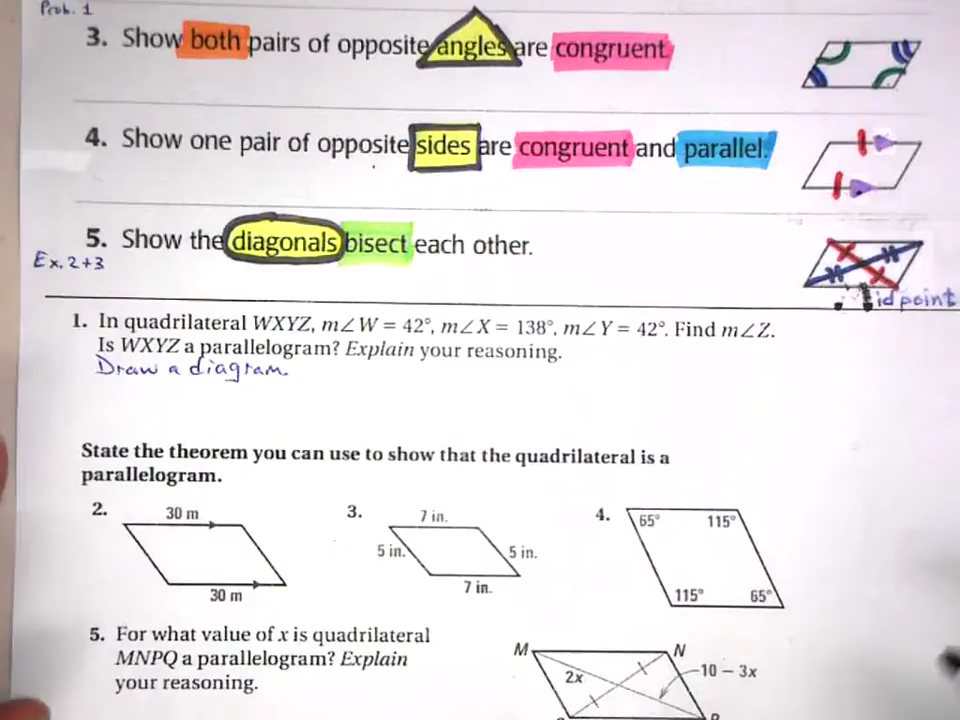 Prob. 1
3. Show both pairs of opposite angles are congruent
4. Show one pair of opposite sides are congruent and parallel.
5. Show the diagonals bisect each other.
Ex. 2+3
idpoint
1. In quadrilateral WXYZ, m∠W = 42°, m∠X = 138°, m∠Y = 42°. Find m∠Z.
Is WXYZ a parallelogram? Explain your reasoning.
Draw a diagram.
State the theorem you can use to show that the quadrilateral is a
parallelogram.
2. 30 m
30 m
3. 7 in.
5 in. 5 in.
7 in.
4. 65° 115°
115° 65°
5. For what value of x is quadrilateral
MNPQ a parallelogram? Explain
your reasoning.
M N
2x 10 – 3x